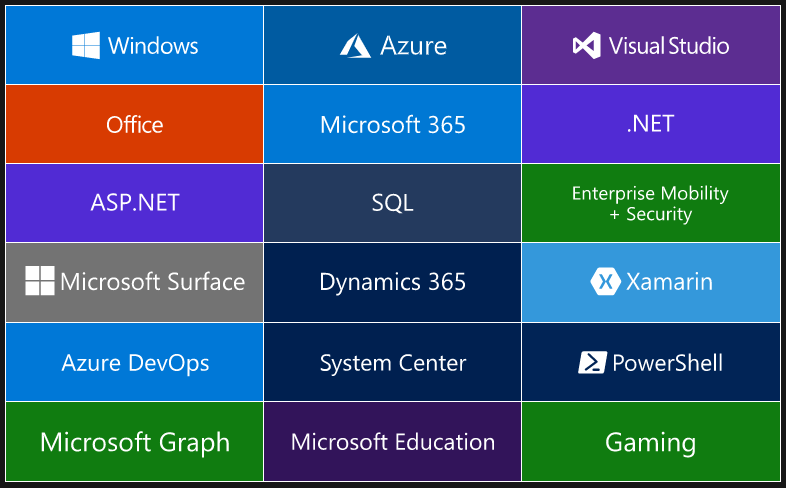 Windows
Azure
Visual Studio
Office
Microsoft 365
.NET
ASP.NET
SQL
Enterprise Mobility
+ Security
Microsoft Surface
Dynamics 365
Xamarin
Azure DevOps
System Center
PowerShell
Microsoft Graph
Microsoft Education
Gaming